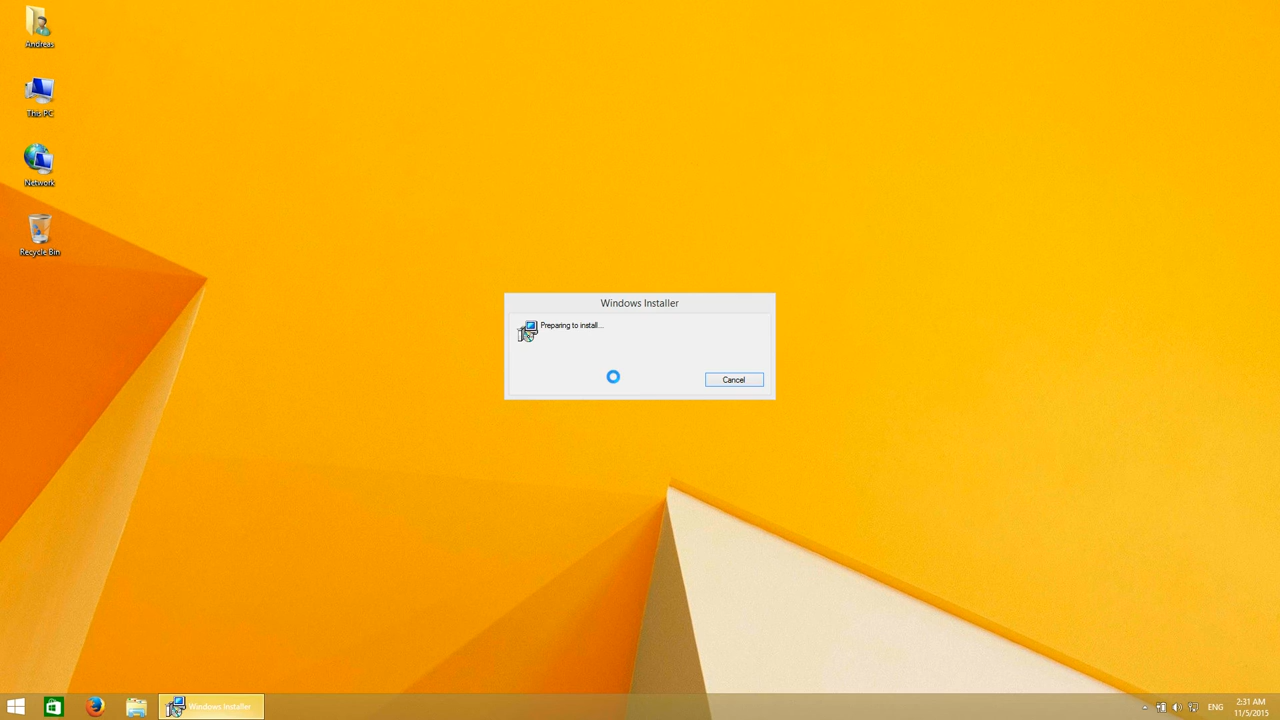 Andreas
This PC
Network
Recycle Bin
Windows Installer
Preparing to install...
Cancel
Windows Installer
ENG
2:31 AM
11/5/2015